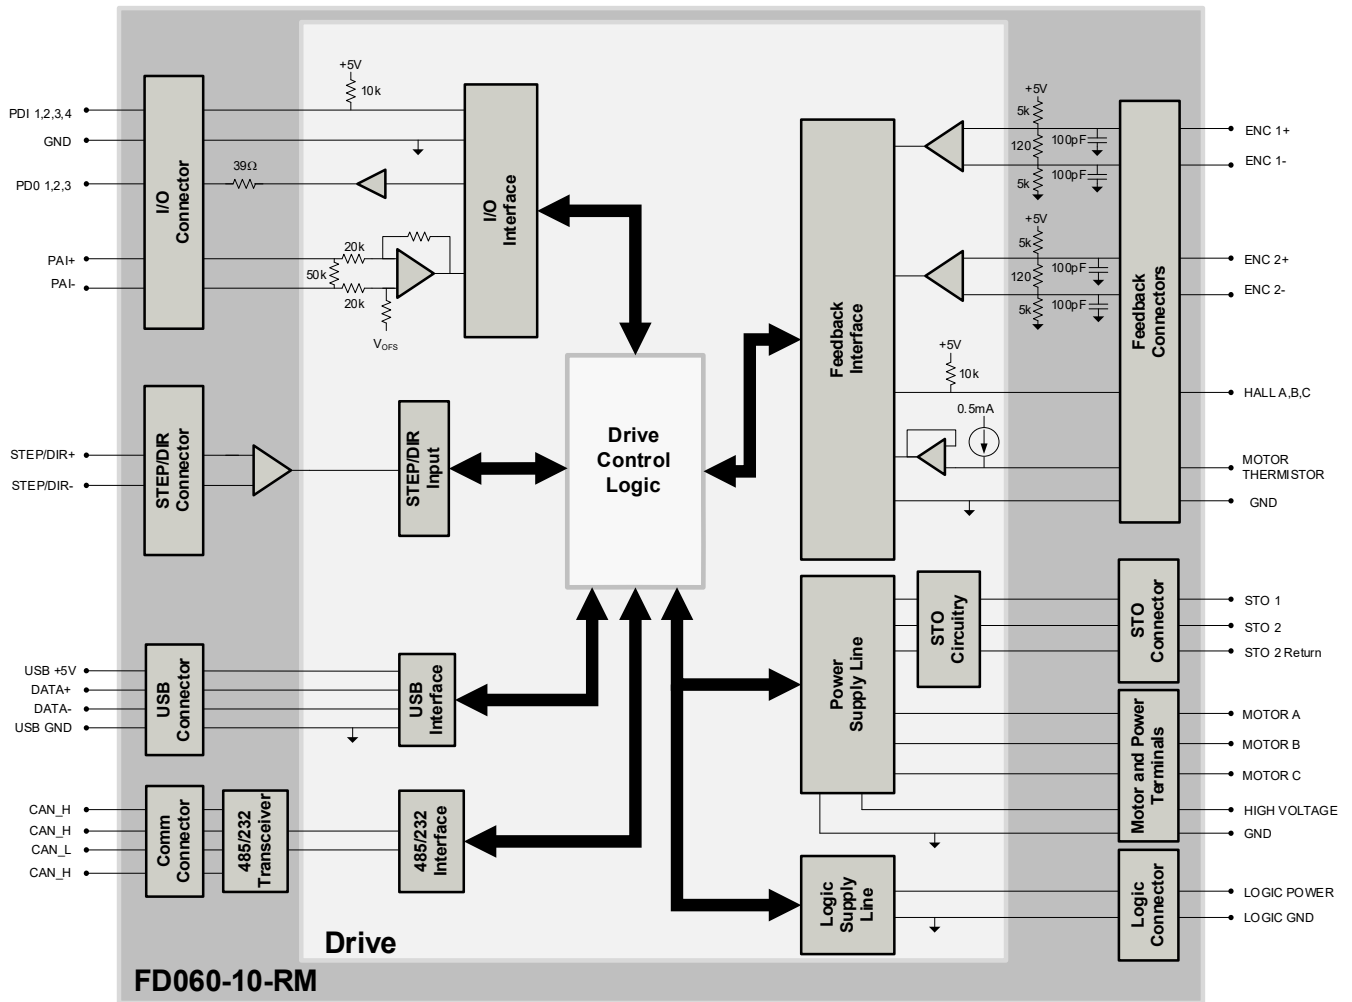 PDI 1,2,3,4
GND
PD0 1,2,3
PAI+
PAI-
I/O
Connector
+5V
10k
39Ω
20k
50k
20k
VOFS
I/O
Interface
STEP/DIR+
STEP/DIR-
STEP/DIR
Connector
STEP/DIR
Input
Drive
Control
Logic
USB +5V
DATA+
DATA-
USB GND
USB
Connector
USB
Interface
CAN_H
CAN_H
CAN_L
CAN_H
Comm
Connector
485/232
Transceiver
485/232
Interface
Feedback
Interface
+5V
5k
120
5k
100pF
100pF
+5V
5k
120
5k
100pF
100pF
+5V
10k
0.5mA
Feedback
Connectors
ENC 1+
ENC 1-
ENC 2+
ENC 2-
HALL A,B,C
MOTOR
THERMISTOR
GND
Power
Supply Line
STO
Circuitry
STO
Connector
STO 1
STO 2
STO 2 Return
Motor and Power
Terminals
MOTOR A
MOTOR B
MOTOR C
HIGH VOLTAGE
GND
Logic
Supply
Line
Logic
Connector
LOGIC POWER
LOGIC GND
Drive
FD060-10-RM